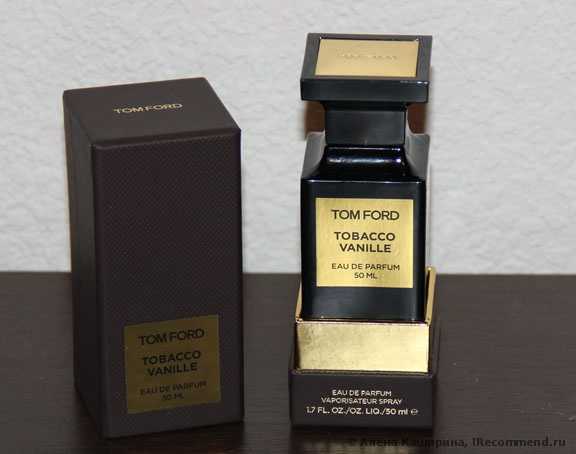 TOM FORD
TOM FORD
TOBACCO
VANILLE
EAU DE PARFUM
50 ML
TOM FORD
TOM FORD
TOBACCO
VANILLE
EAU DE PARFUM
50 ML
EAU DE PARFUM
VAPORISATEUR SPRAY
1.7 FL. OZ./OZ. LIQ./50 ml ℮
© Алена Каширина, IRecommend.ru